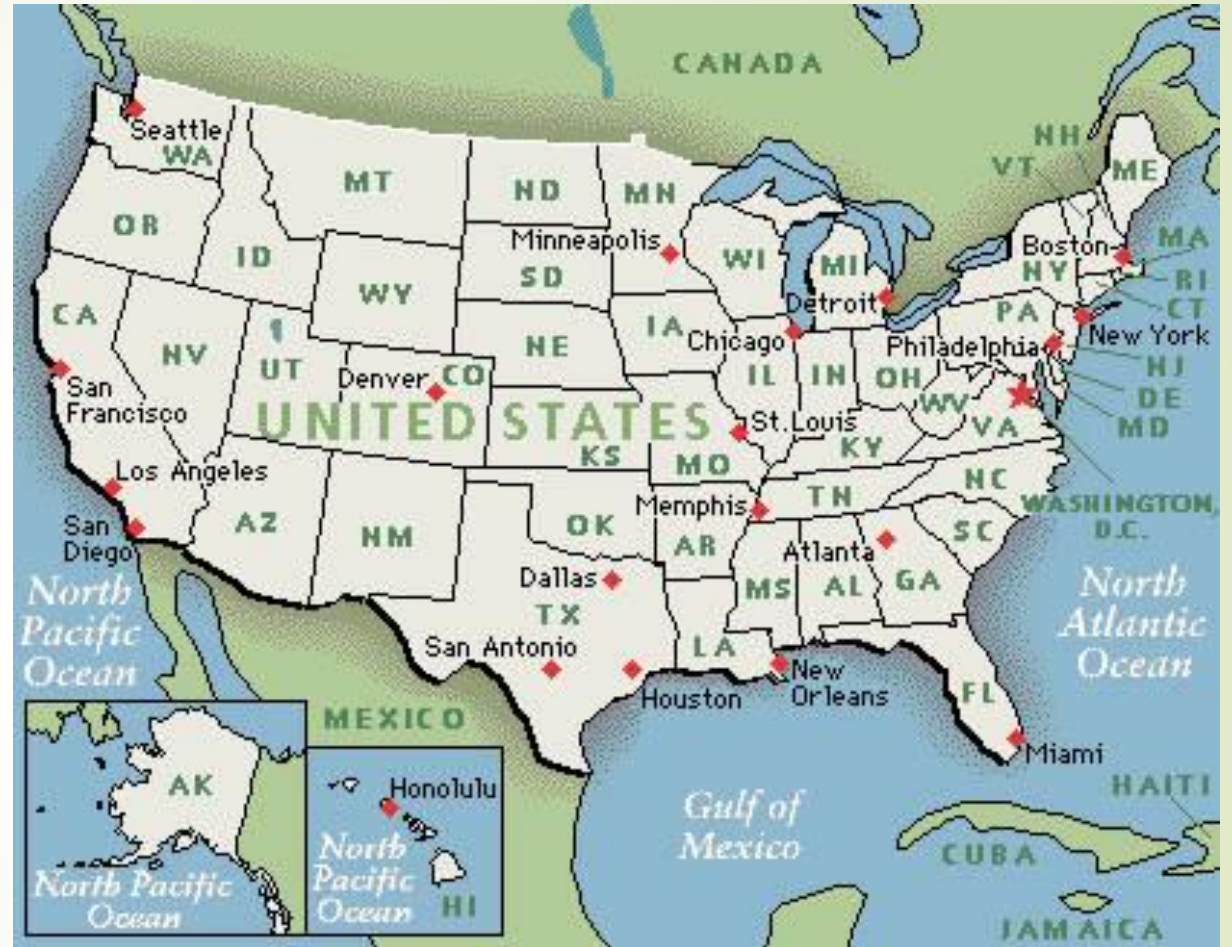 CANADA
NH
VT
ME
Seattle
WA
MT
ND
MN
OR
Minneapolis
Boston
MA
ID
SD
WI
MI
NY
RI
WY
Detroit
CT
CA
IA
PA
New York
NV
NE
Chicago
Philadelphia
UT
Denver
CO
IL
IN
OH
NJ
San
Francisco
WV
DE
UNITED STATES
St. Louis
VA
MD
KS
KY
Los Angeles
MO
NC
AZ
TN
WASHINGTON,
D.C.
San
Diego
NM
OK
Memphis
SC
AR
Atlanta
North
Pacific
Ocean
Dallas
MS
AL
GA
North
Atlantic
Ocean
TX
San Antonio
LA
Houston
New
Orleans
FL
MEXICO
Miami
AK
Honolulu
HAITI
Gulf of
Mexico
North
Pacific
Ocean
CUBA
North Pacific
Ocean
HI
JAMAICA